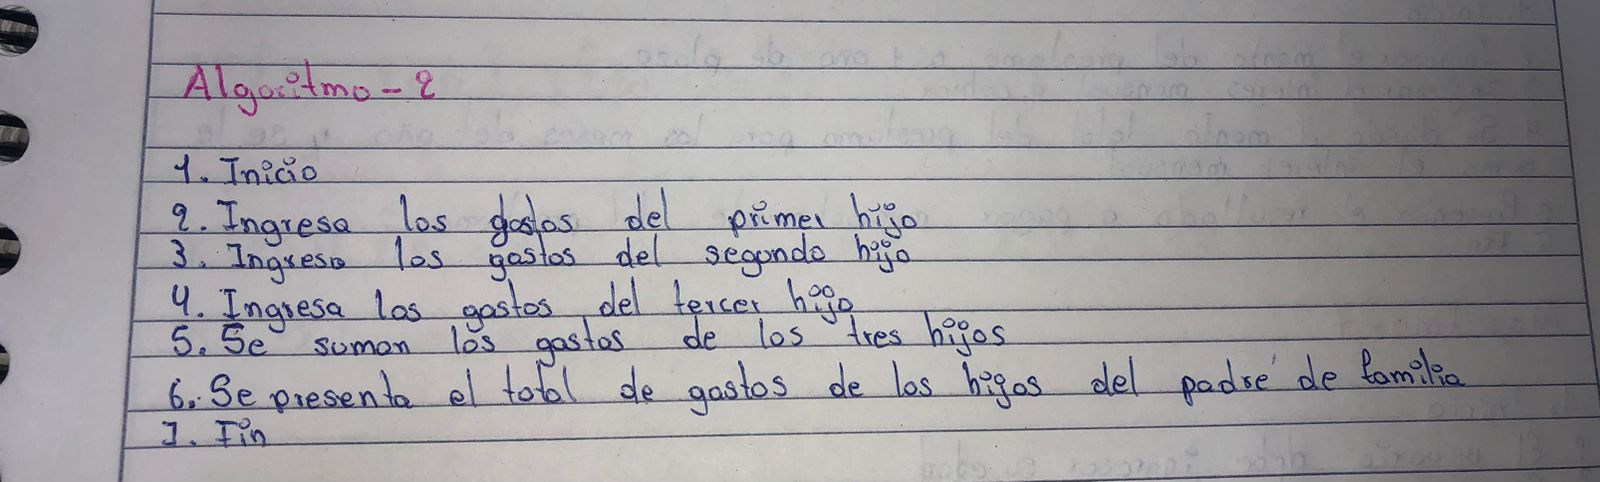 Algoritmo - 2
1. Inicio
2. Ingresa los gastos del primer hijo
3. Ingresa los gastos del segundo hijo
4. Ingresa los gastos del tercer hijo
5. Se suman los gastos de los tres hijos
6. Se presenta el total de gastos de los hijos del padre de familia
7. Fin